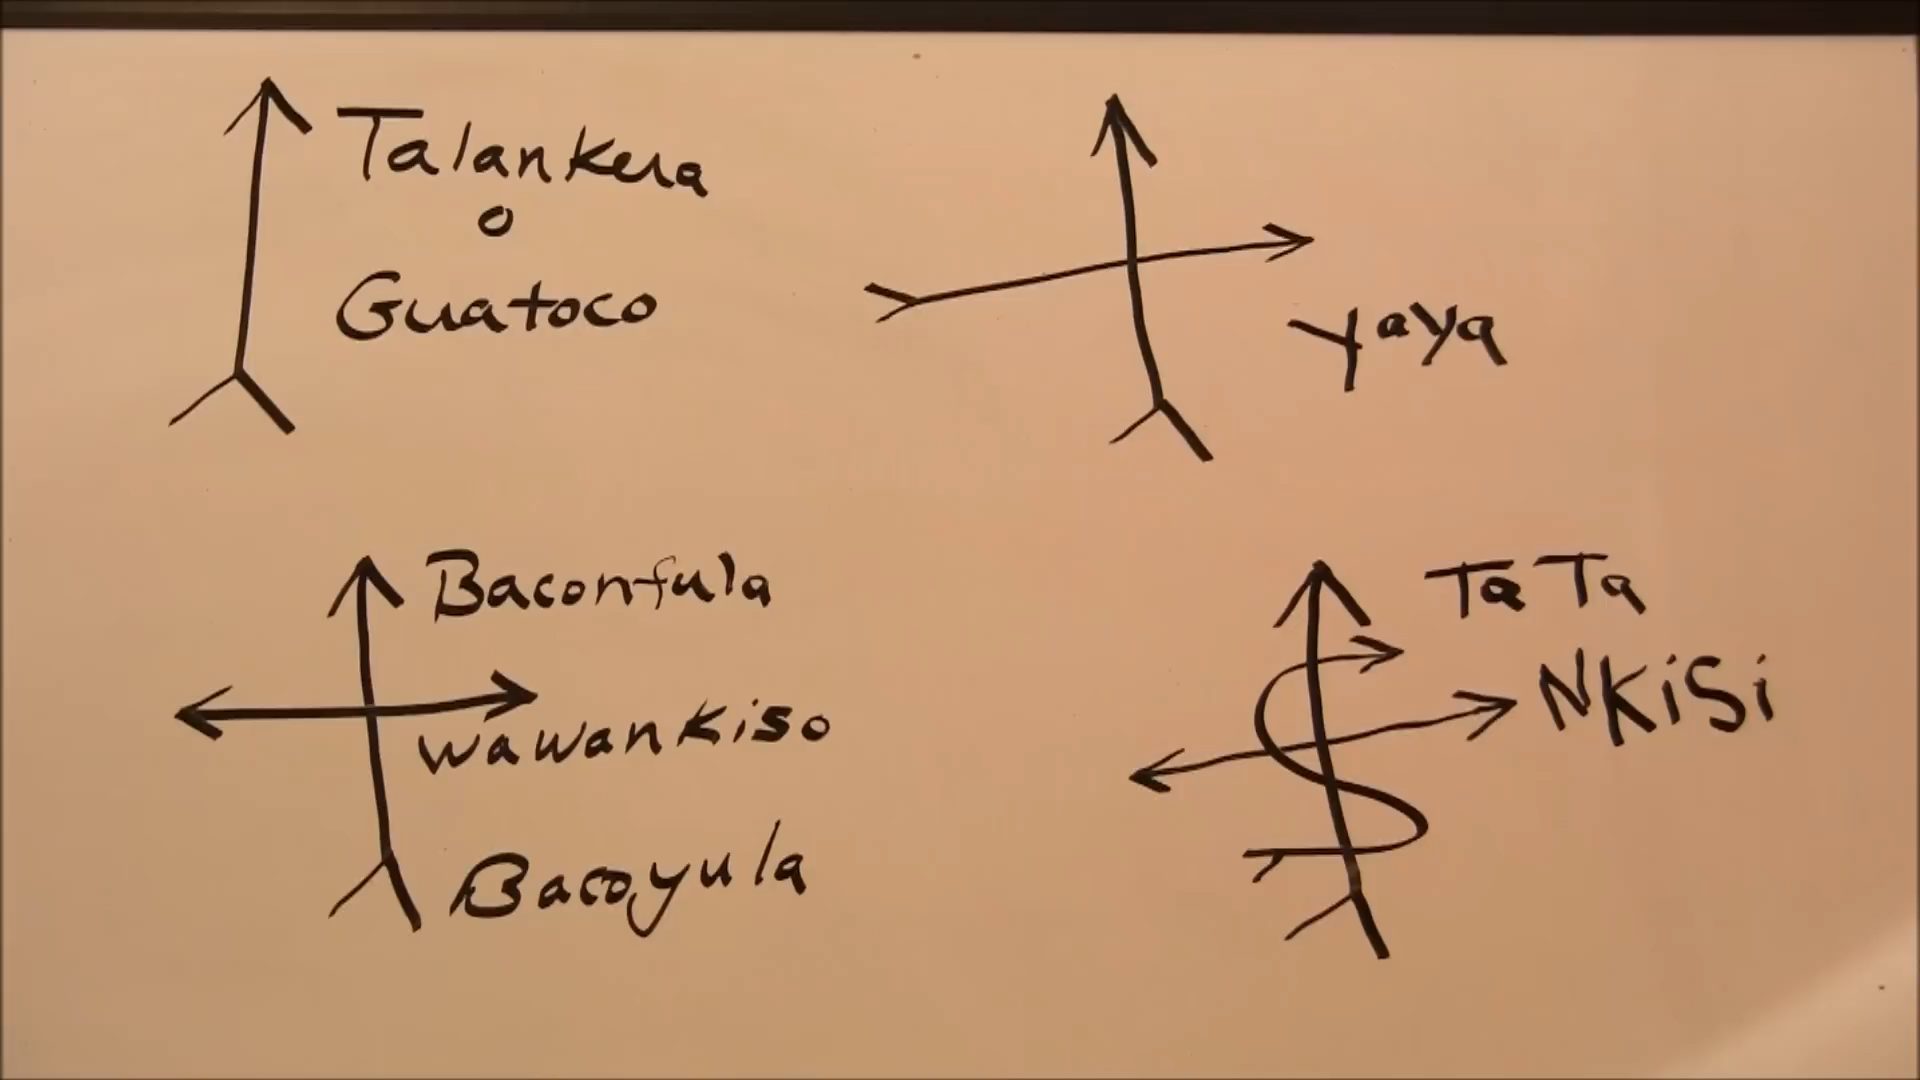 Talankera
o
Guatoco
Yaya
Baconfula
wawankiso
Bacoyula
TaTa
NKiSi